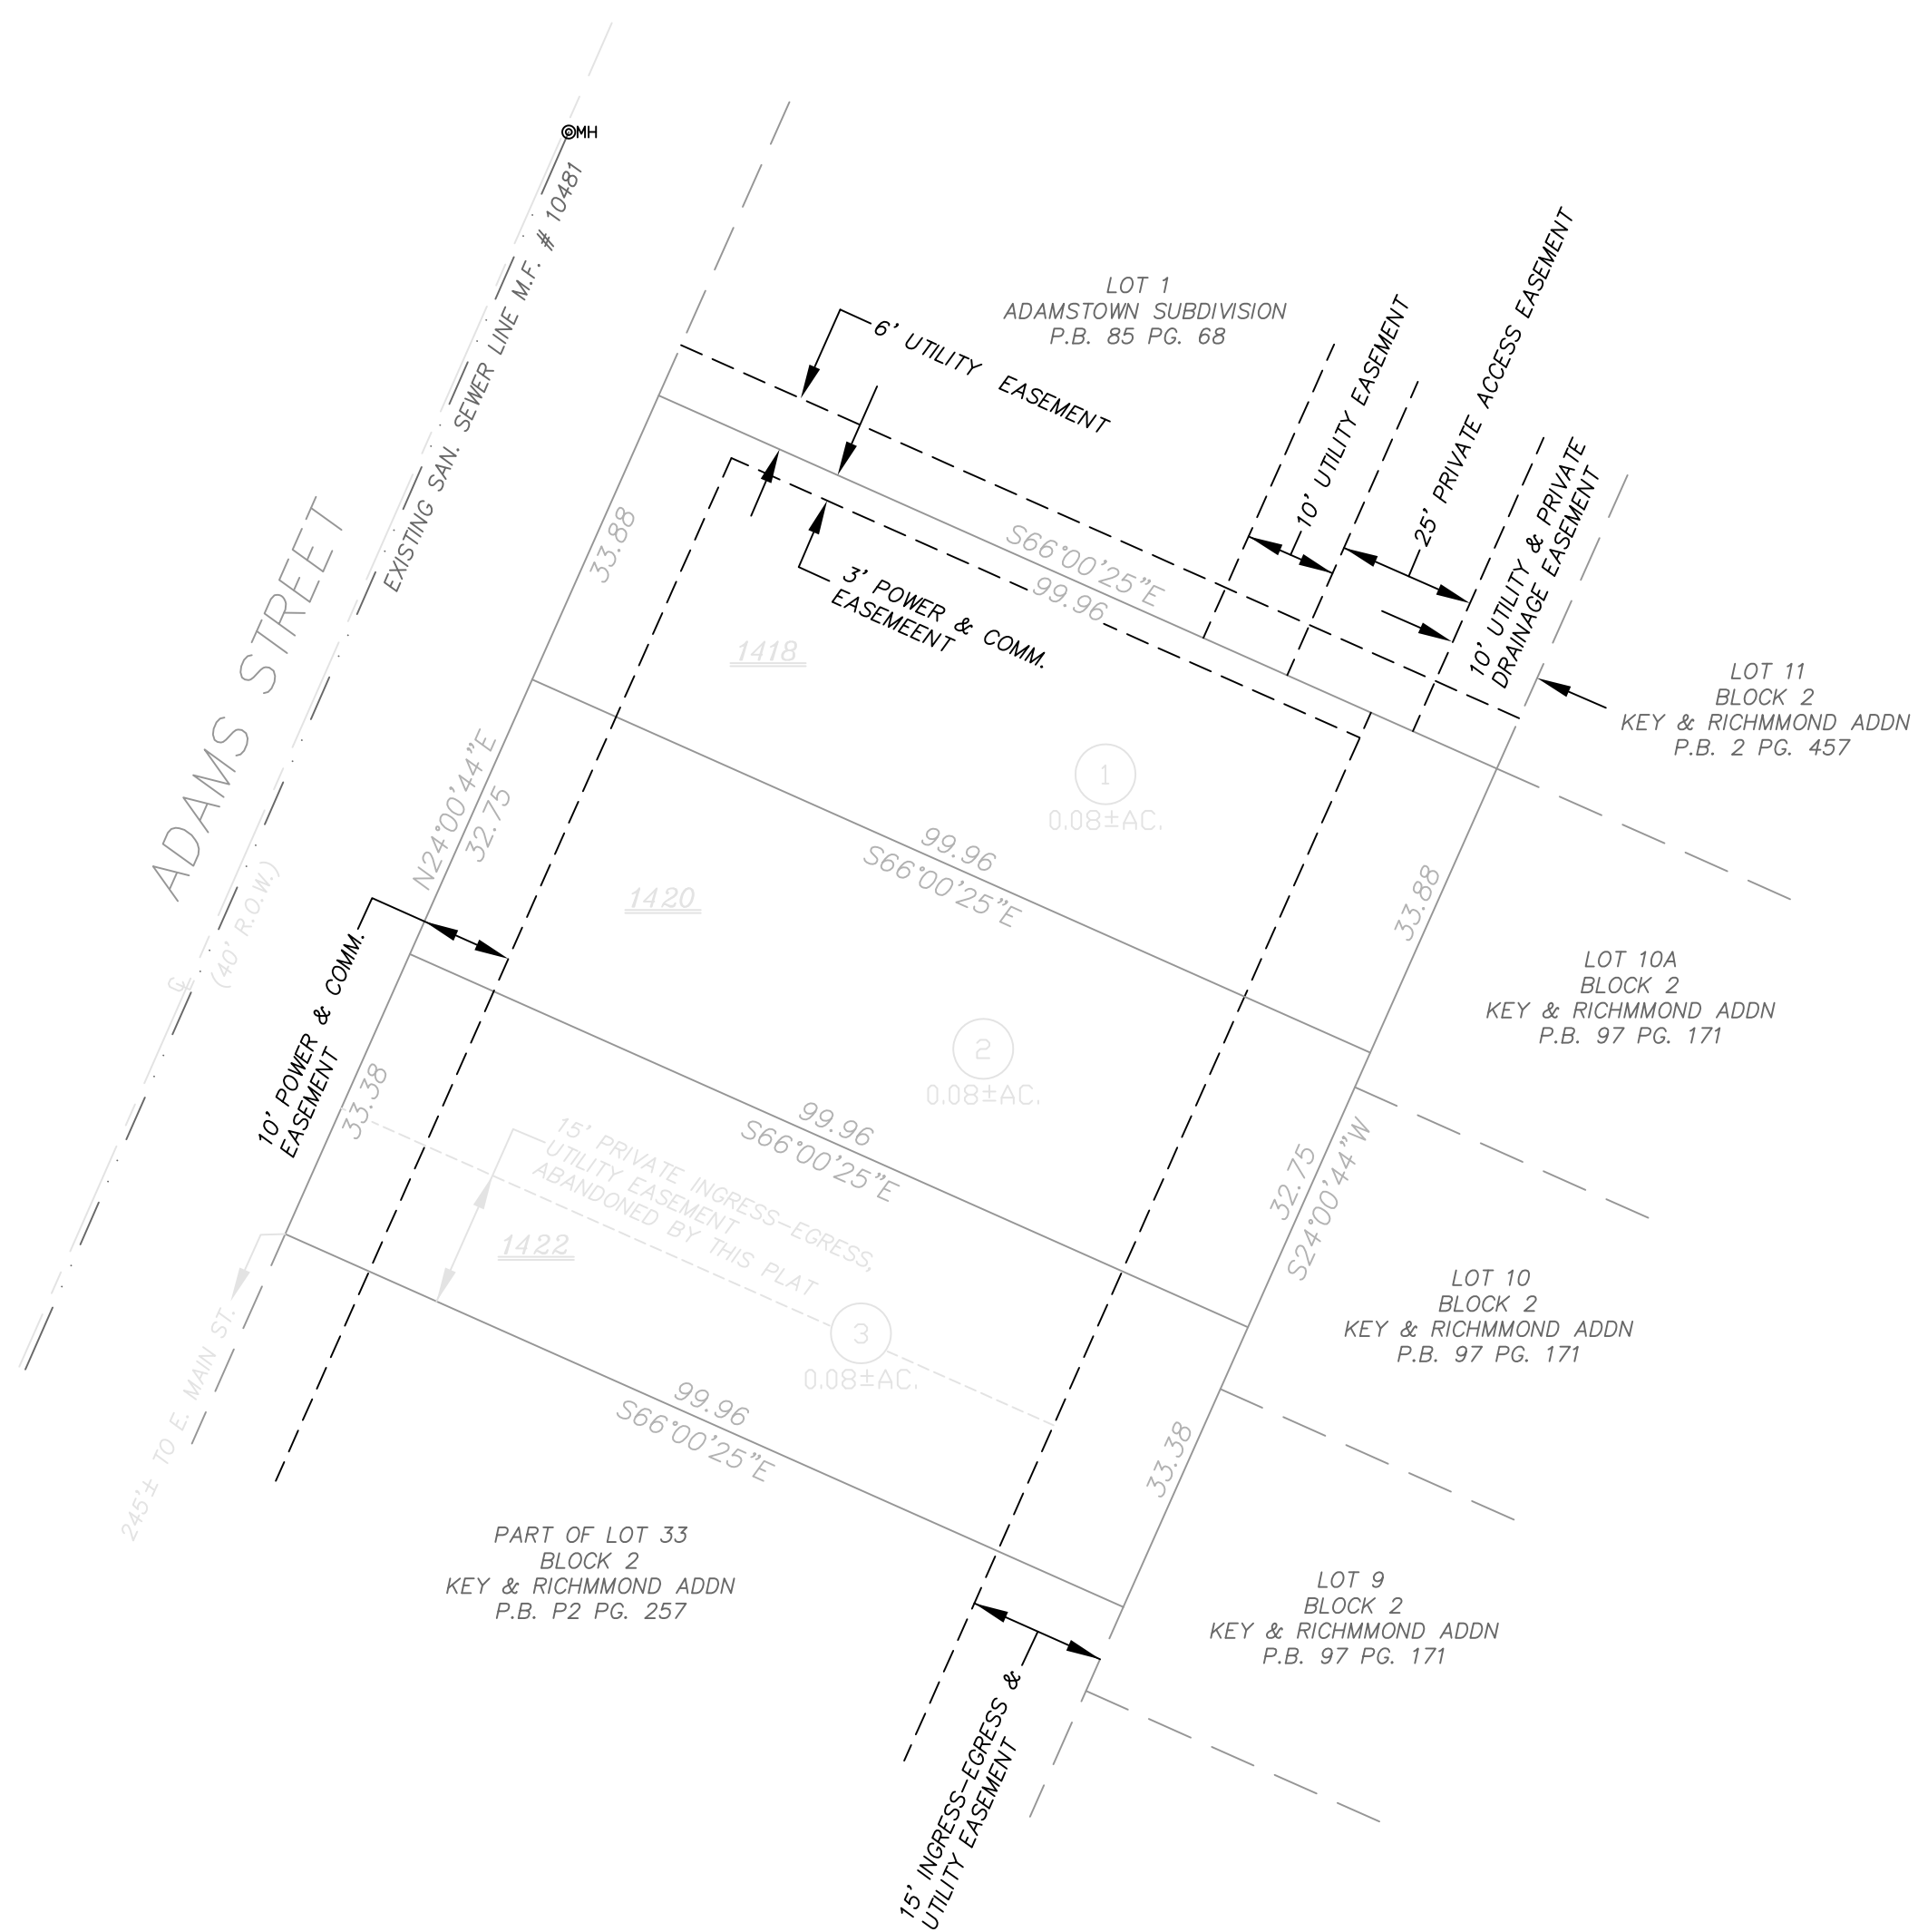 MH
EXISTING SAN. SEWER LINE M.F. # 10481
ADAMS STREET
℄
(40' R.O.W.)
LOT 1
ADAMSTOWN SUBDIVISION
P.B. 85 PG. 68
6' UTILITY EASEMENT
10' UTILITY EASEMENT
25' PRIVATE ACCESS EASEMENT
10' UTILITY & PRIVATE
DRAINAGE EASEMENT
S66°00'25"E
99.96
3' POWER & COMM.
EASEMEENT
33.88
1418
LOT 11
BLOCK 2
KEY & RICHMMOND ADDN
P.B. 2 PG. 457
1
0.08±AC.
N24°00'44"E
32.75
99.96
S66°00'25"E
33.88
1420
10' POWER & COMM.
EASEMENT
LOT 10A
BLOCK 2
KEY & RICHMMOND ADDN
P.B. 97 PG. 171
2
0.08±AC.
33.38
99.96
S66°00'25"E
32.75
S24°00'44"W
15' PRIVATE INGRESS-EGRESS,
UTILITY EASEMENT
ABANDONED BY THIS PLAT
1422
LOT 10
BLOCK 2
KEY & RICHMMOND ADDN
P.B. 97 PG. 171
3
0.08±AC.
245'± TO E. MAIN ST.
99.96
S66°00'25"E
33.38
PART OF LOT 33
BLOCK 2
KEY & RICHMMOND ADDN
P.B. P2 PG. 257
LOT 9
BLOCK 2
KEY & RICHMMOND ADDN
P.B. 97 PG. 171
15' INGRESS-EGRESS &
UTILITY EASEMENT